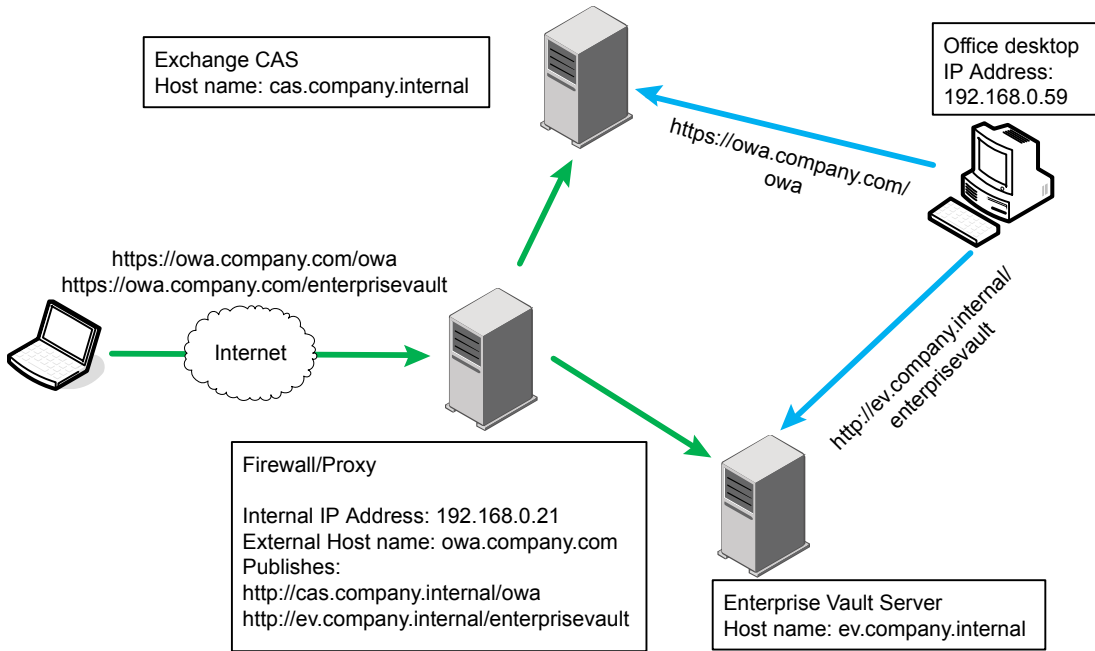 Exchange CAS
Host name: cas.company.internal
Office desktop
IP Address:
192.168.0.59
https://owa.company.com/
owa
https://owa.company.com/owa
https://owa.company.com/enterprisevault
Internet
http://ev.company.internal/
enterprisevault
Firewall/Proxy
Internal IP Address: 192.168.0.21
External Host name: owa.company.com
Publishes:
http://cas.company.internal/owa
http://ev.company.internal/enterprisevault
Enterprise Vault Server
Host name: ev.company.internal